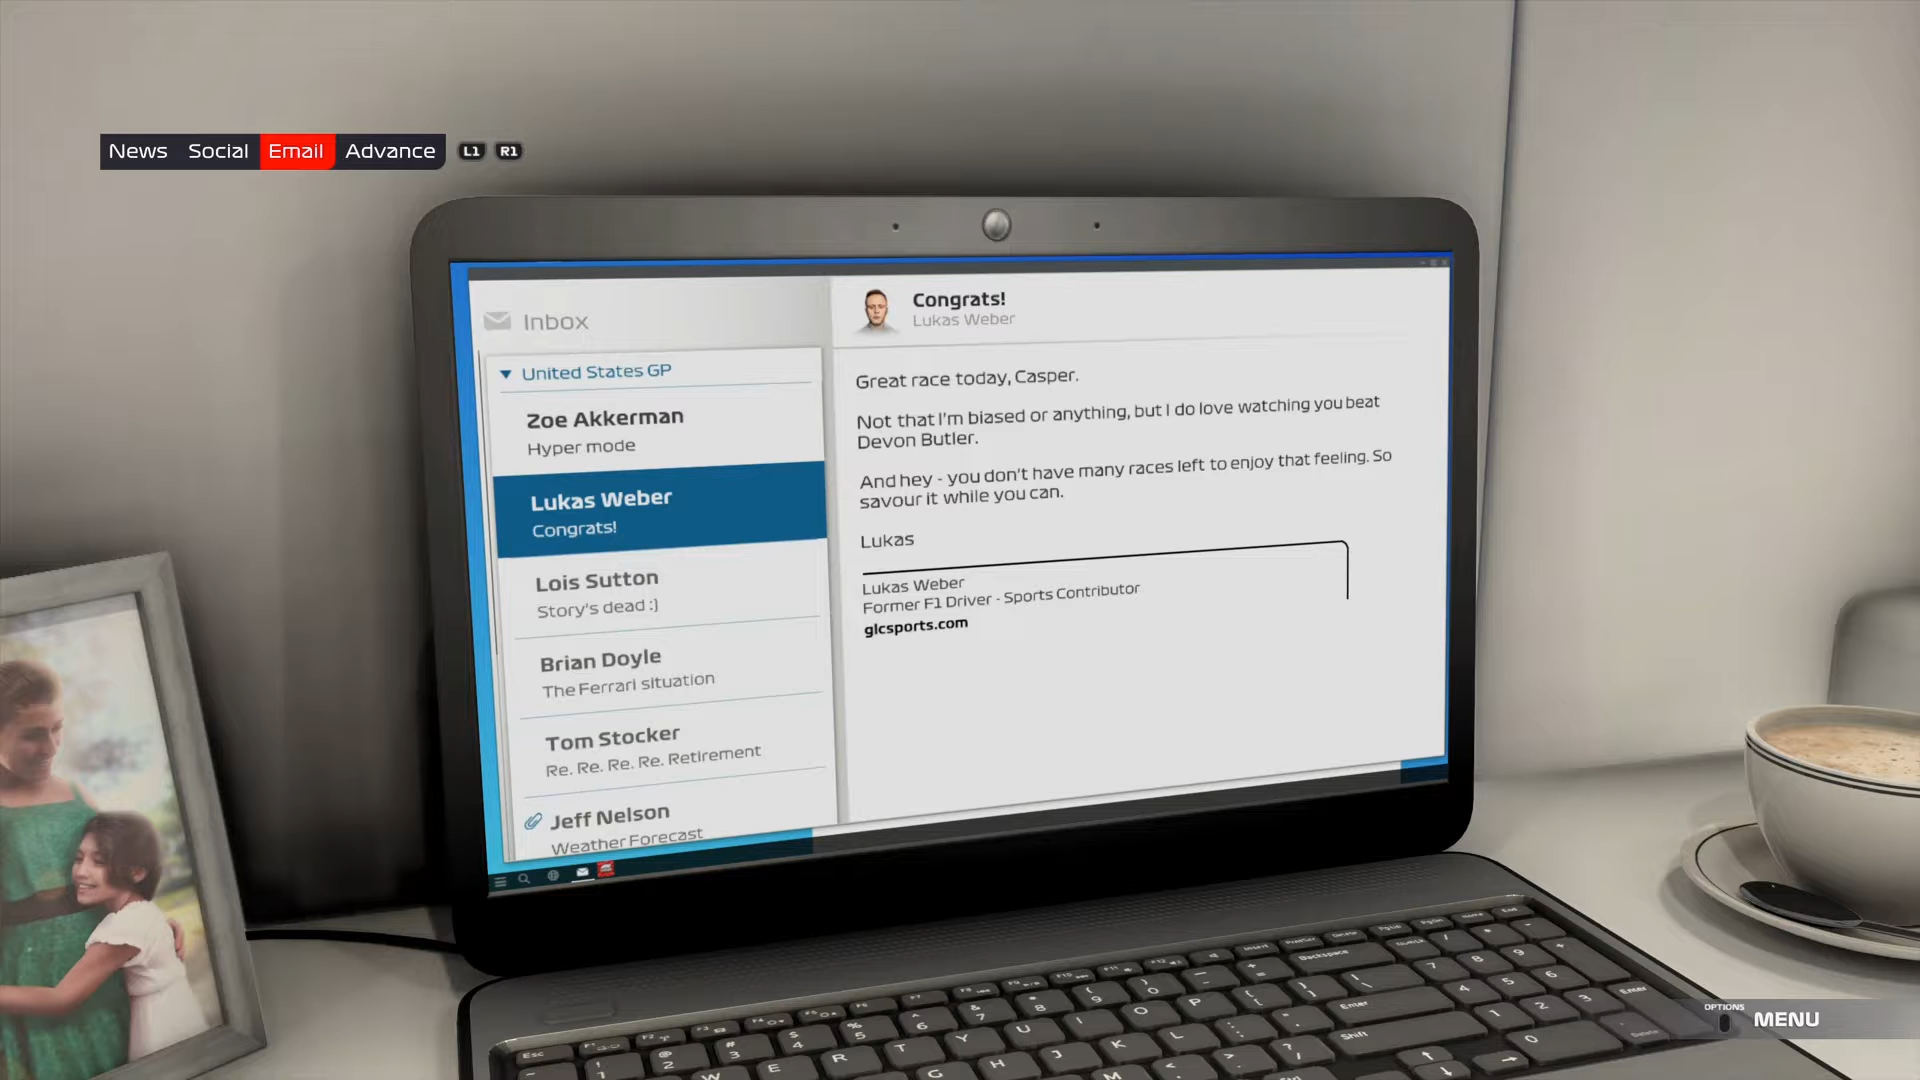 News Social Email Advance L1 R1
Inbox
United States GP
Zoe Akkerman
Hyper mode
Lukas Weber
Congrats!
Lois Sutton
Story's dead :)
Brian Doyle
The Ferrari situation
Tom Stocker
Re. Re. Re. Re. Retirement
Jeff Nelson
Weather Forecast
Congrats!
Lukas Weber
Great race today, Casper.
Not that I'm biased or anything, but I do love watching you beat
Devon Butler.
And hey - you don't have many races left to enjoy that feeling. So
savour it while you can.
Lukas
Lukas Weber
Former F1 Driver - Sports Contributor
glcsports.com
OPTIONS
MENU